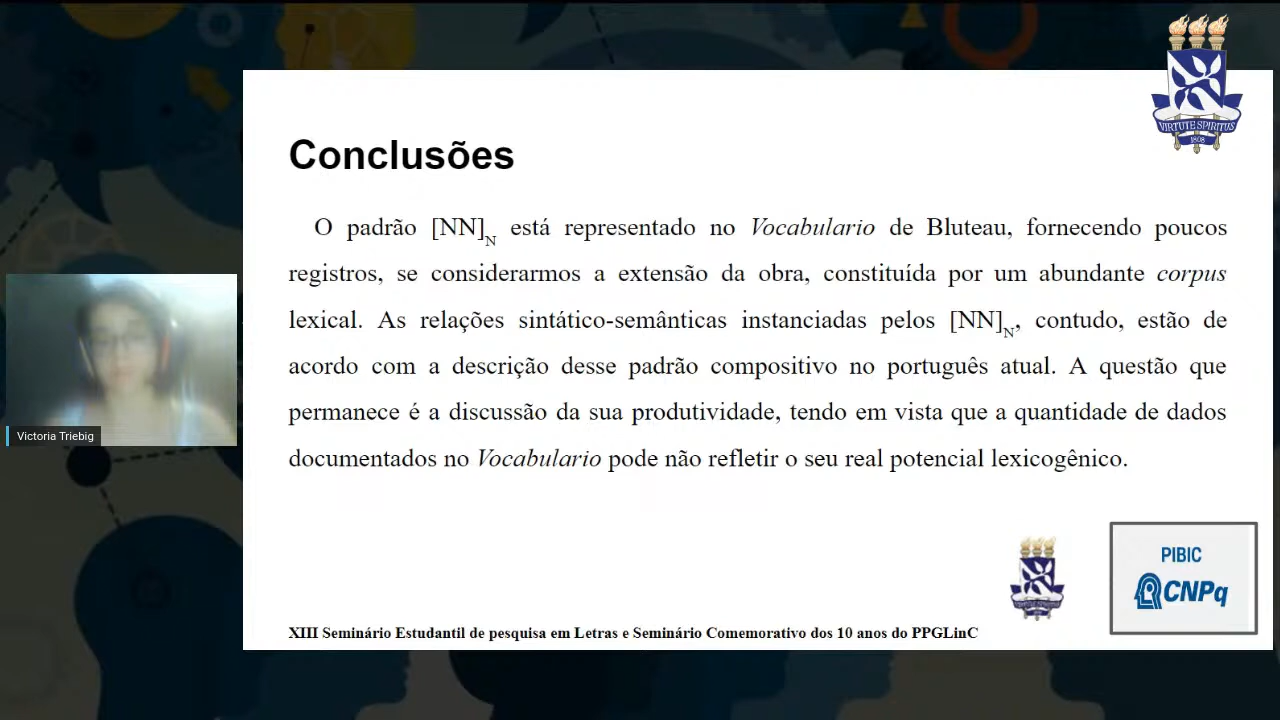 VIRTUTE SPIRITUS
1808
Conclusões
O padrão [NN]N está representado no Vocabulario de Bluteau, fornecendo poucos
registros, se considerarmos a extensão da obra, constituída por um abundante corpus
lexical. As relações sintático-semânticas instanciadas pelos [NN]N, contudo, estão de
acordo com a descrição desse padrão compositivo no português atual. A questão que
permanece é a discussão da sua produtividade, tendo em vista que a quantidade de dados
documentados no Vocabulario pode não refletir o seu real potencial lexicogênico.
Victoria Triebig
VIRTUTE SPIRITUS
PIBIC
CNPq
XIII Seminário Estudantil de pesquisa em Letras e Seminário Comemorativo dos 10 anos do PPGLinC